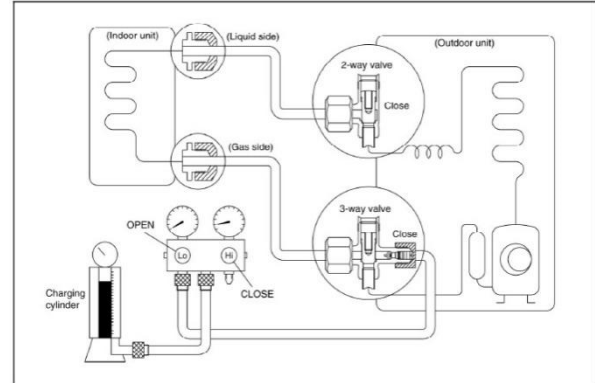 (Indoor unit)
(Liquid side)
(Outdoor unit)
2-way valve
Close
(Gas side)
3-way valve
Close
OPEN
Lo
Hi
CLOSE
Charging
cylinder